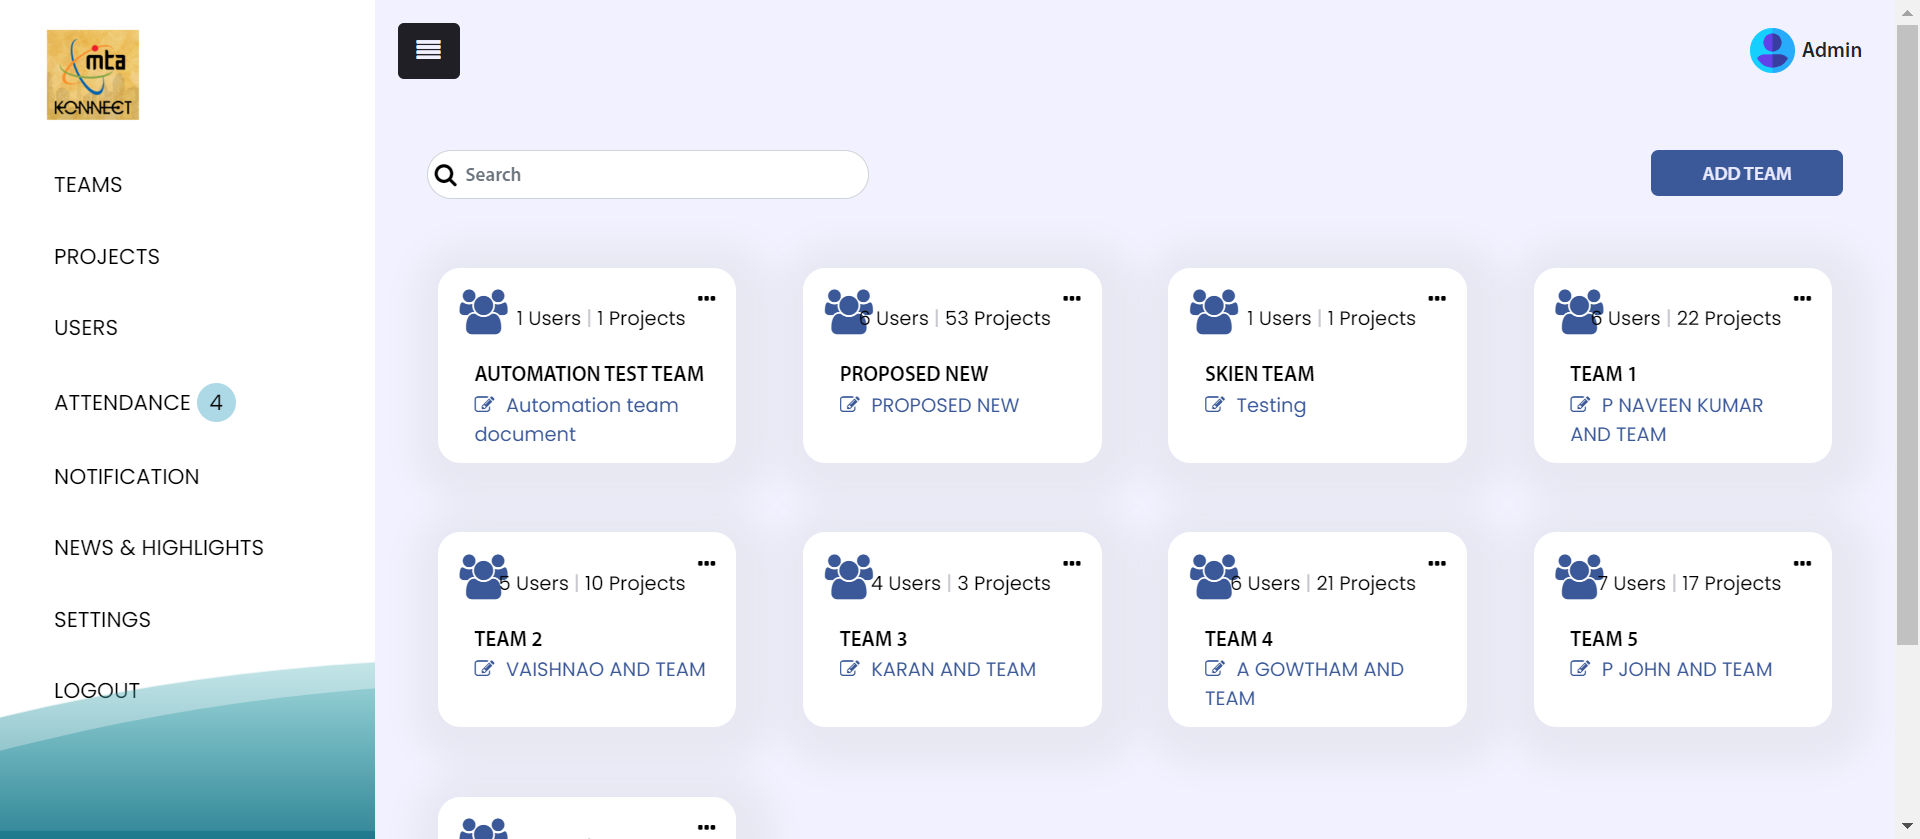 mta
KONNECT
TEAMS
PROJECTS
USERS
ATTENDANCE 4
NOTIFICATION
NEWS & HIGHLIGHTS
SETTINGS
LOGOUT
Admin
Search
ADD TEAM
1 Users | 1 Projects
AUTOMATION TEST TEAM
Automation team
document
6 Users | 53 Projects
PROPOSED NEW
PROPOSED NEW
1 Users | 1 Projects
SKIEN TEAM
Testing
6 Users | 22 Projects
TEAM 1
P NAVEEN KUMAR
AND TEAM
5 Users | 10 Projects
TEAM 2
VAISHNAO AND TEAM
4 Users | 3 Projects
TEAM 3
KARAN AND TEAM
6 Users | 21 Projects
TEAM 4
A GOWTHAM AND
TEAM
7 Users | 17 Projects
TEAM 5
P JOHN AND TEAM